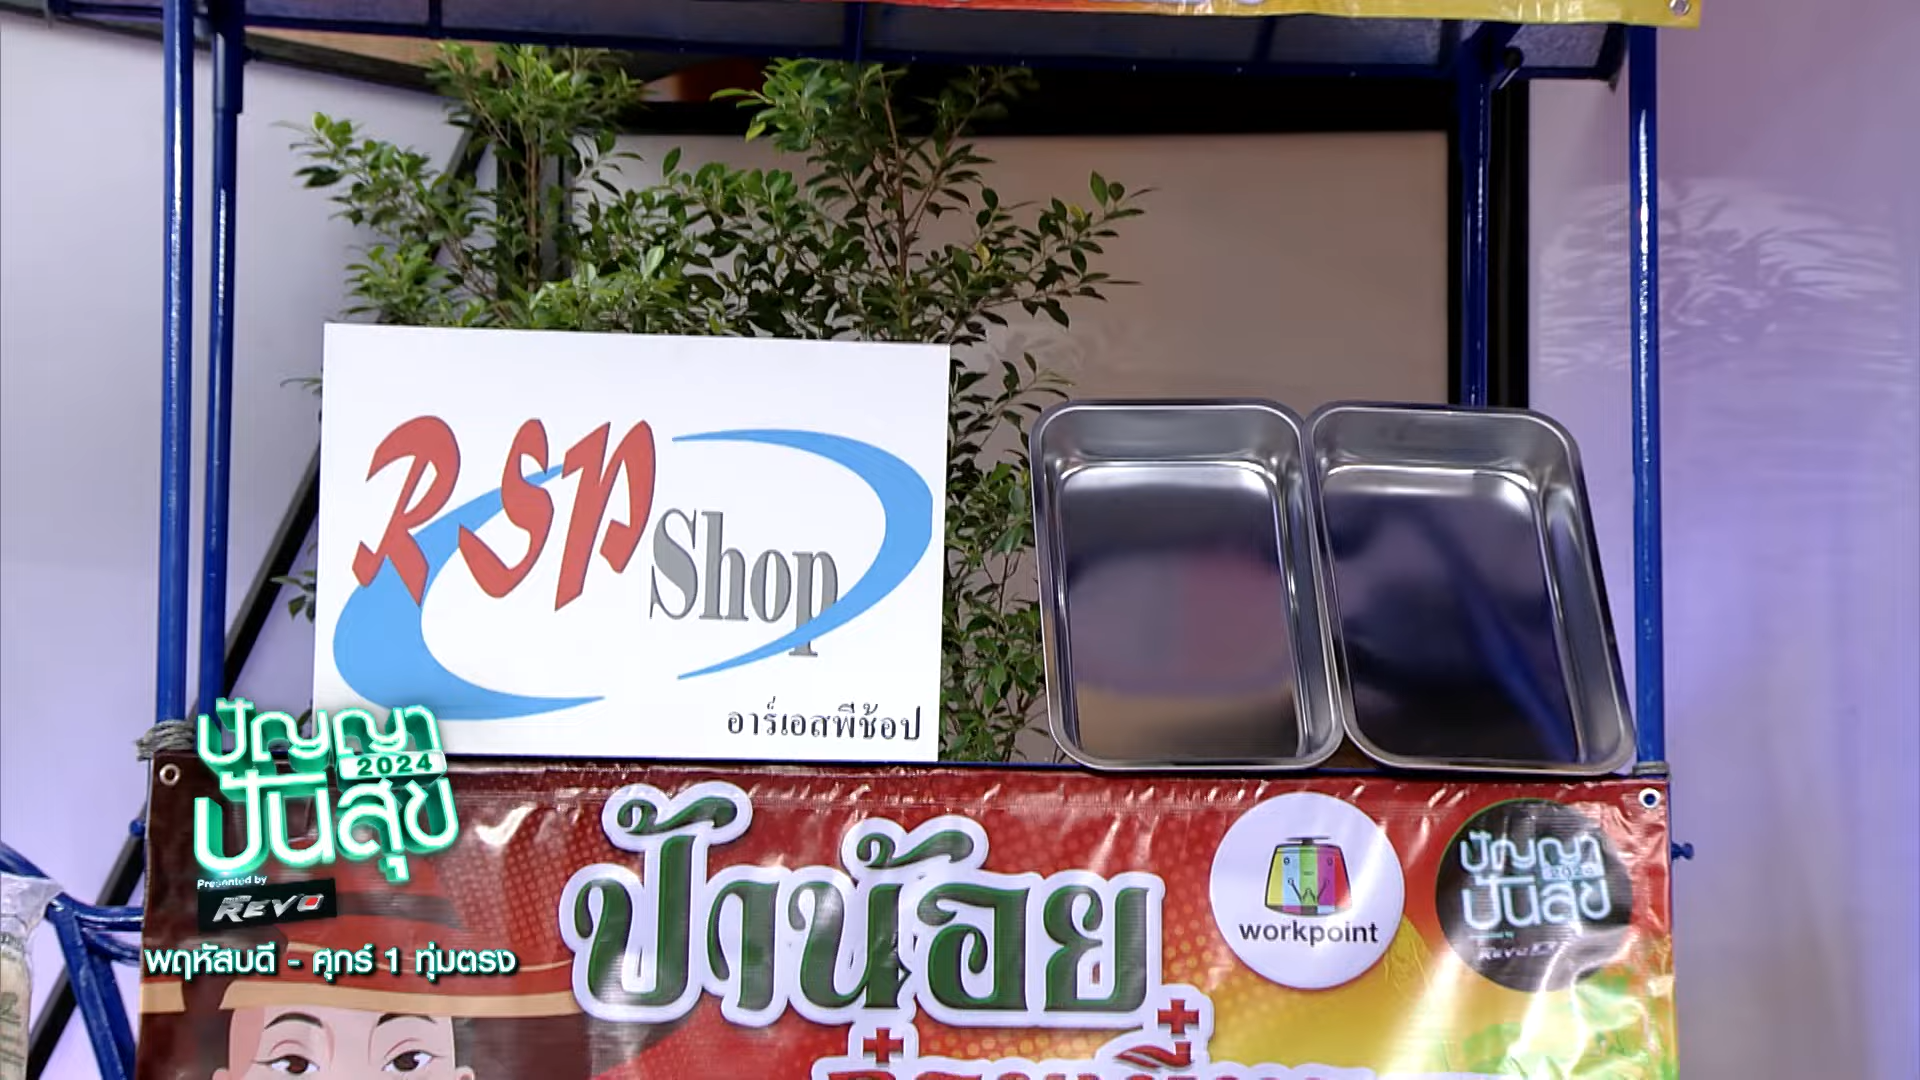 RSP Shop
อาร์เอสพีช้อป
ปัญญา
2024
ปันสุข
Presented by
REVO
พฤหัสบดี - ศุกร์ 1 ทุ่มตรง
ป้าน้อย
workpoint
ปัญญา
2024
ปันสุข
REVO